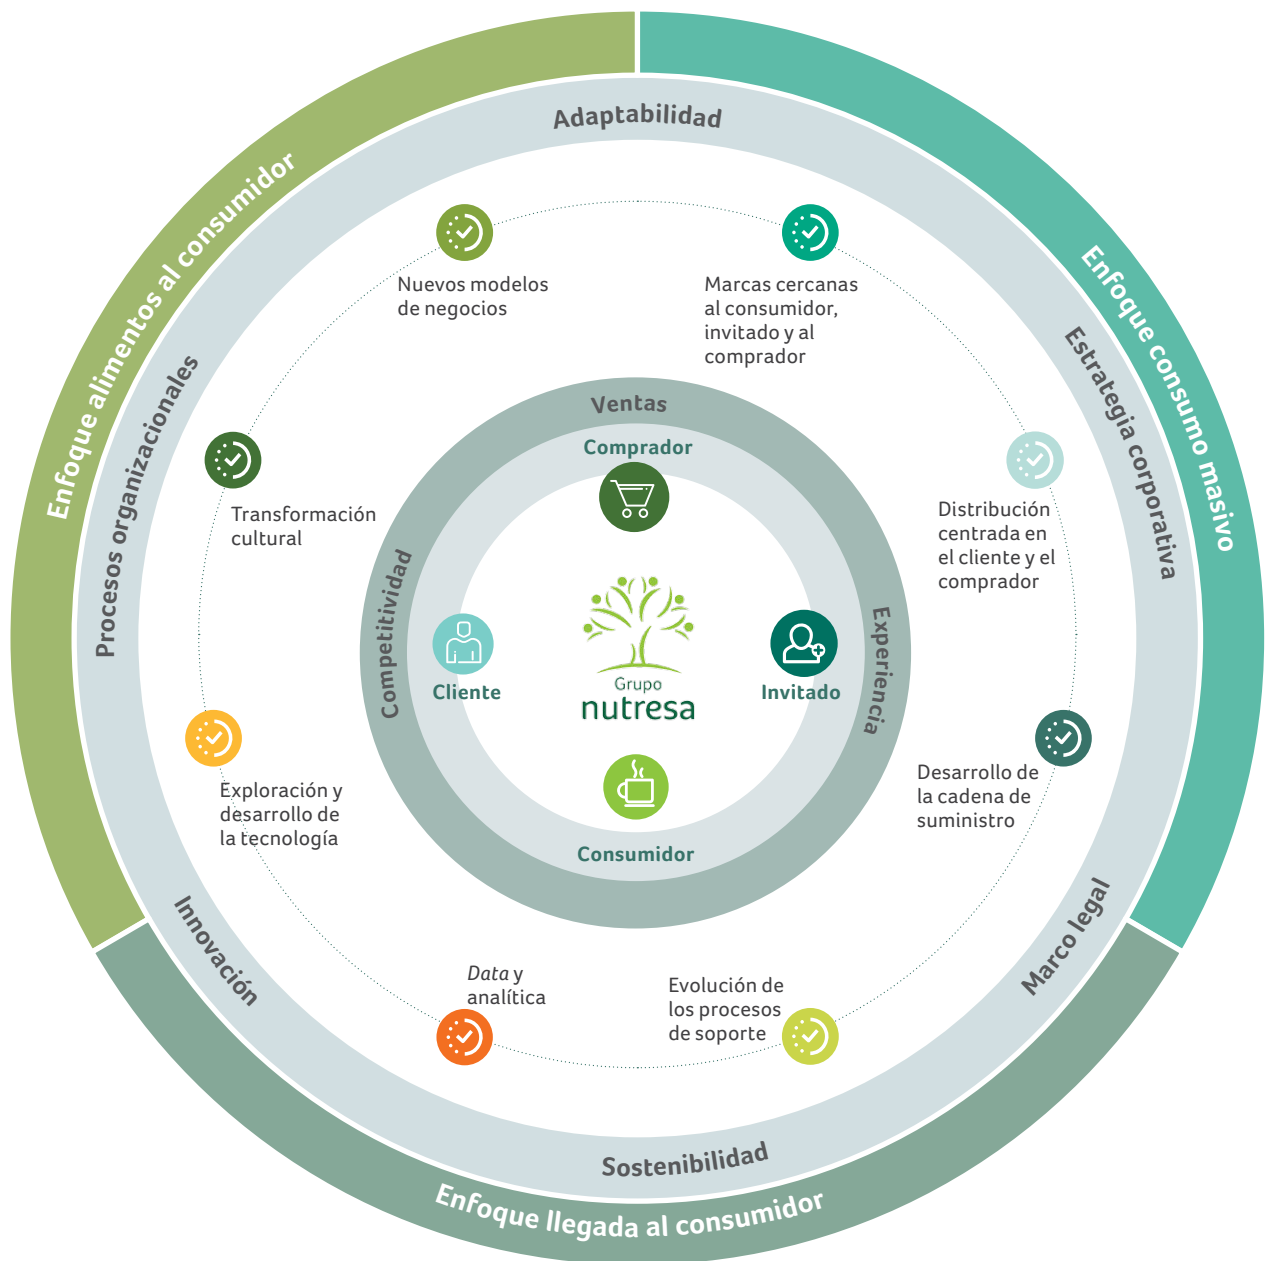 Adaptabilidad
Enfoque alimentos al consumidor
Enfoque consumo masivo
Procesos organizacionales
Estrategia corporativa
Nuevos modelos
de negocios
Marcas cercanas
al consumidor,
invitado y al
comprador
Transformación
cultural
Distribución
centrada en
el cliente y el
comprador
Ventas
Comprador
Competitividad
Experiencia
Cliente
Grupo
nutresa
Invitado
Consumidor
Exploración y
desarrollo de
la tecnología
Desarrollo de
la cadena de
suministro
Innovación
Marco legal
Data y
analítica
Evolución de
los procesos
de soporte
Sostenibilidad
Enfoque llegada al consumidor